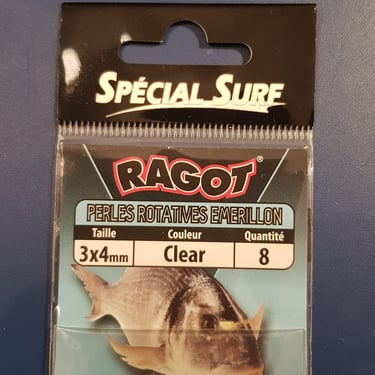 SPÉCIAL SURF
RAGOT®
PERLES ROTATIVES EMERILLON
Taille Couleur Quantité
3x4mm Clear 8